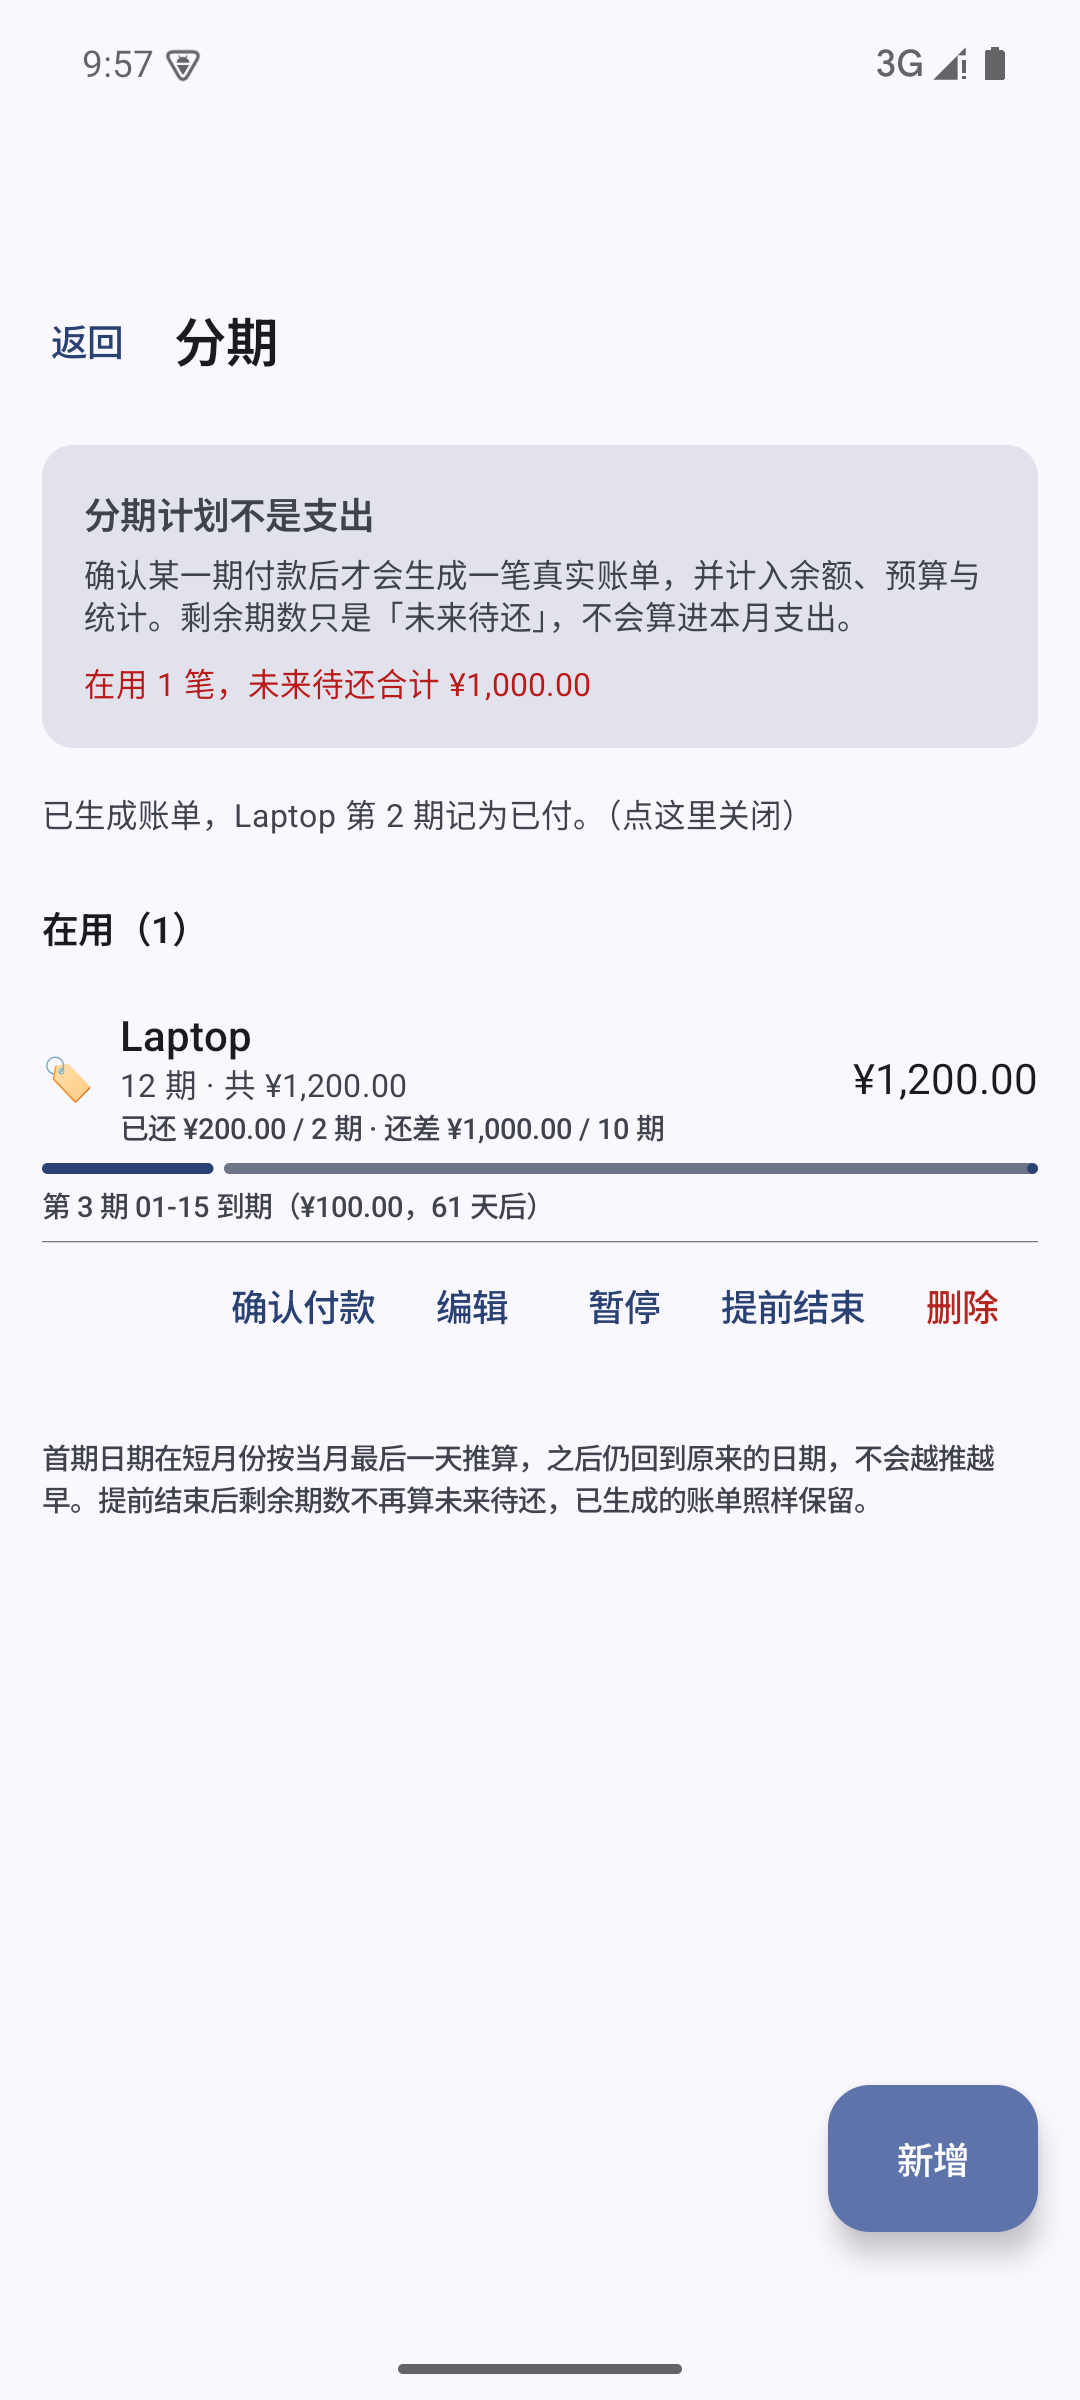 9:57
3G
返回
分期
分期计划不是支出
确认某一期付款后才会生成一笔真实账单，并计入余额、预算与
统计。剩余期数只是「未来待还」，不会算进本月支出。
在用 1 笔，未来待还合计 ¥1,000.00
已生成账单，Laptop 第 2 期记为已付。（点这里关闭）
在用（1）
Laptop
12 期 · 共 ¥1,200.00
¥1,200.00
已还 ¥200.00 / 2 期 · 还差 ¥1,000.00 / 10 期
第 3 期 01-15 到期（¥100.00，61 天后）
确认付款 编辑 暂停 提前结束 删除
首期日期在短月份按当月最后一天推算，之后仍回到原来的日期，不会越推越
早。提前结束后剩余期数不再算未来待还，已生成的账单照样保留。
新增